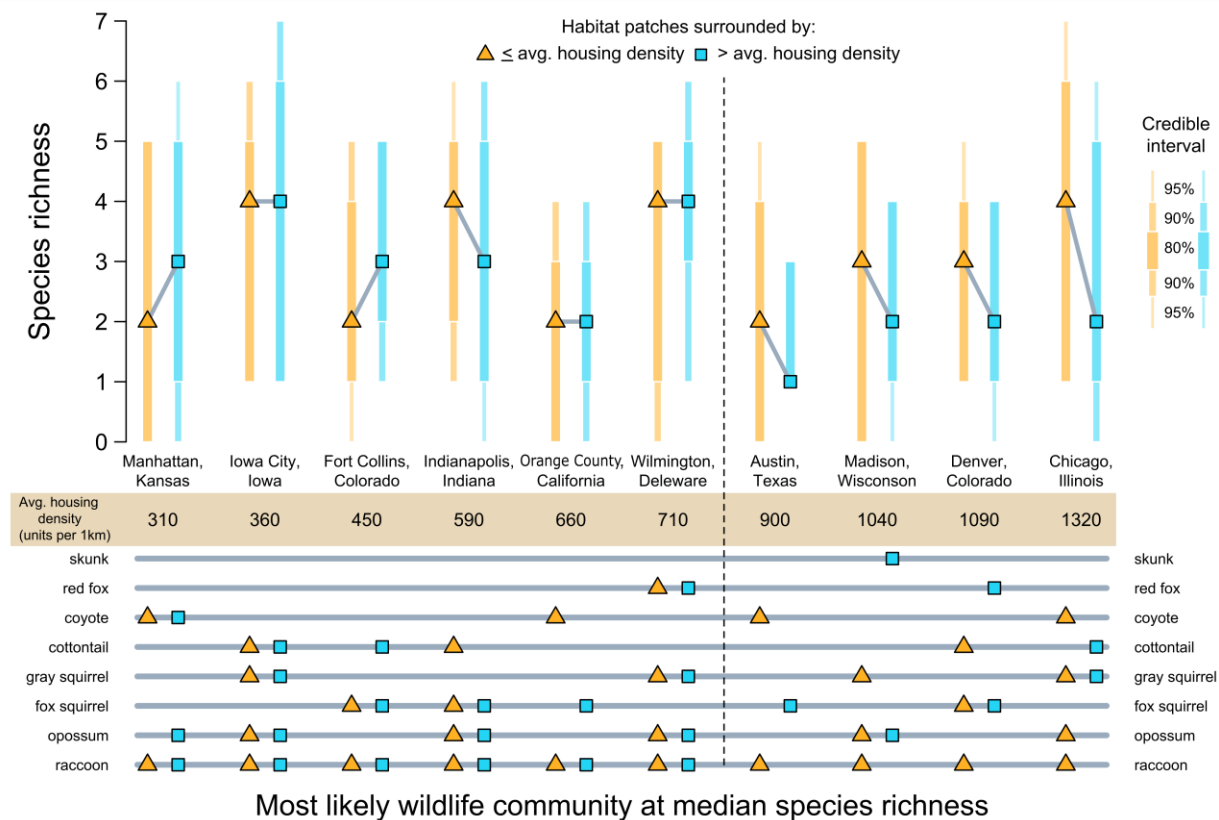 Habitat patches surrounded by:
≤ avg. housing density > avg. housing density
Species richness
7
6
5
4
3
2
1
0
Credible
interval
95%
90%
80%
90%
95%
Manhattan,
Kansas
Iowa City,
Iowa
Fort Collins,
Colorado
Indianapolis,
Indiana
Orange County,
California
Wilmington,
Deleware
Austin,
Texas
Madison,
Wisconson
Denver,
Colorado
Chicago,
Illinois
Avg. housing
density
(units per 1km)
310 360 450 590 660 710 900 1040 1090 1320
skunk skunk
red fox red fox
coyote coyote
cottontail cottontail
gray squirrel gray squirrel
fox squirrel fox squirrel
opossum opossum
raccoon raccoon
Most likely wildlife community at median species richness